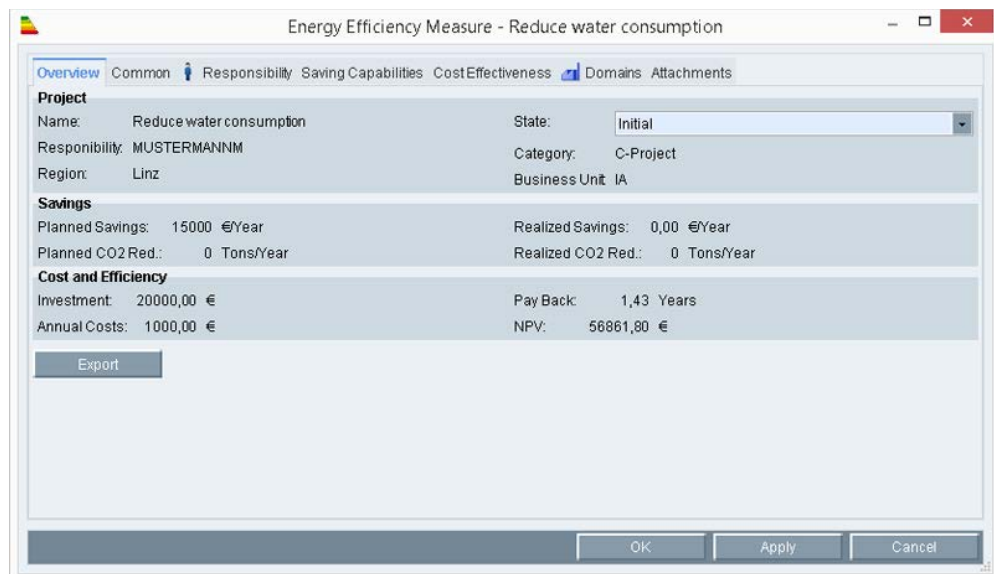 Energy Efficiency Measure - Reduce water consumption
Overview Common Responsibility Saving Capabilities Cost Effectiveness Domains Attachments
Project
Name: Reduce water consumption State: Initial
Responibility: MUSTERMANNM Category: C-Project
Region: Linz Business Unit IA
Savings
Planned Savings: 15000 €/Year Realized Savings: 0,00 €/Year
Planned CO2 Red.: 0 Tons/Year Realized CO2 Red.: 0 Tons/Year
Cost and Efficiency
Investment: 20000,00 € Pay Back: 1,43 Years
Annual Costs: 1000,00 € NPV: 56861,80 €
Export
OK Apply Cancel